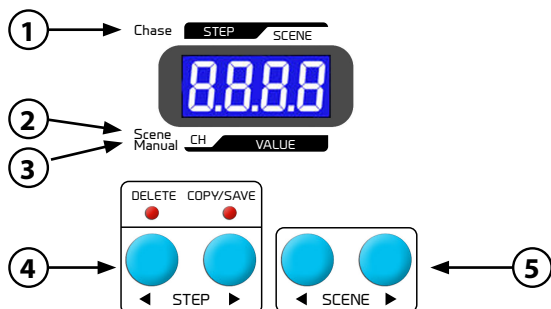 1
Chase
STEP
SCENE
8.8.8.8
2
3
Scene
Manual
CH
VALUE
DELETE COPY/SAVE
4
5
◄ STEP ►
◄ SCENE ►